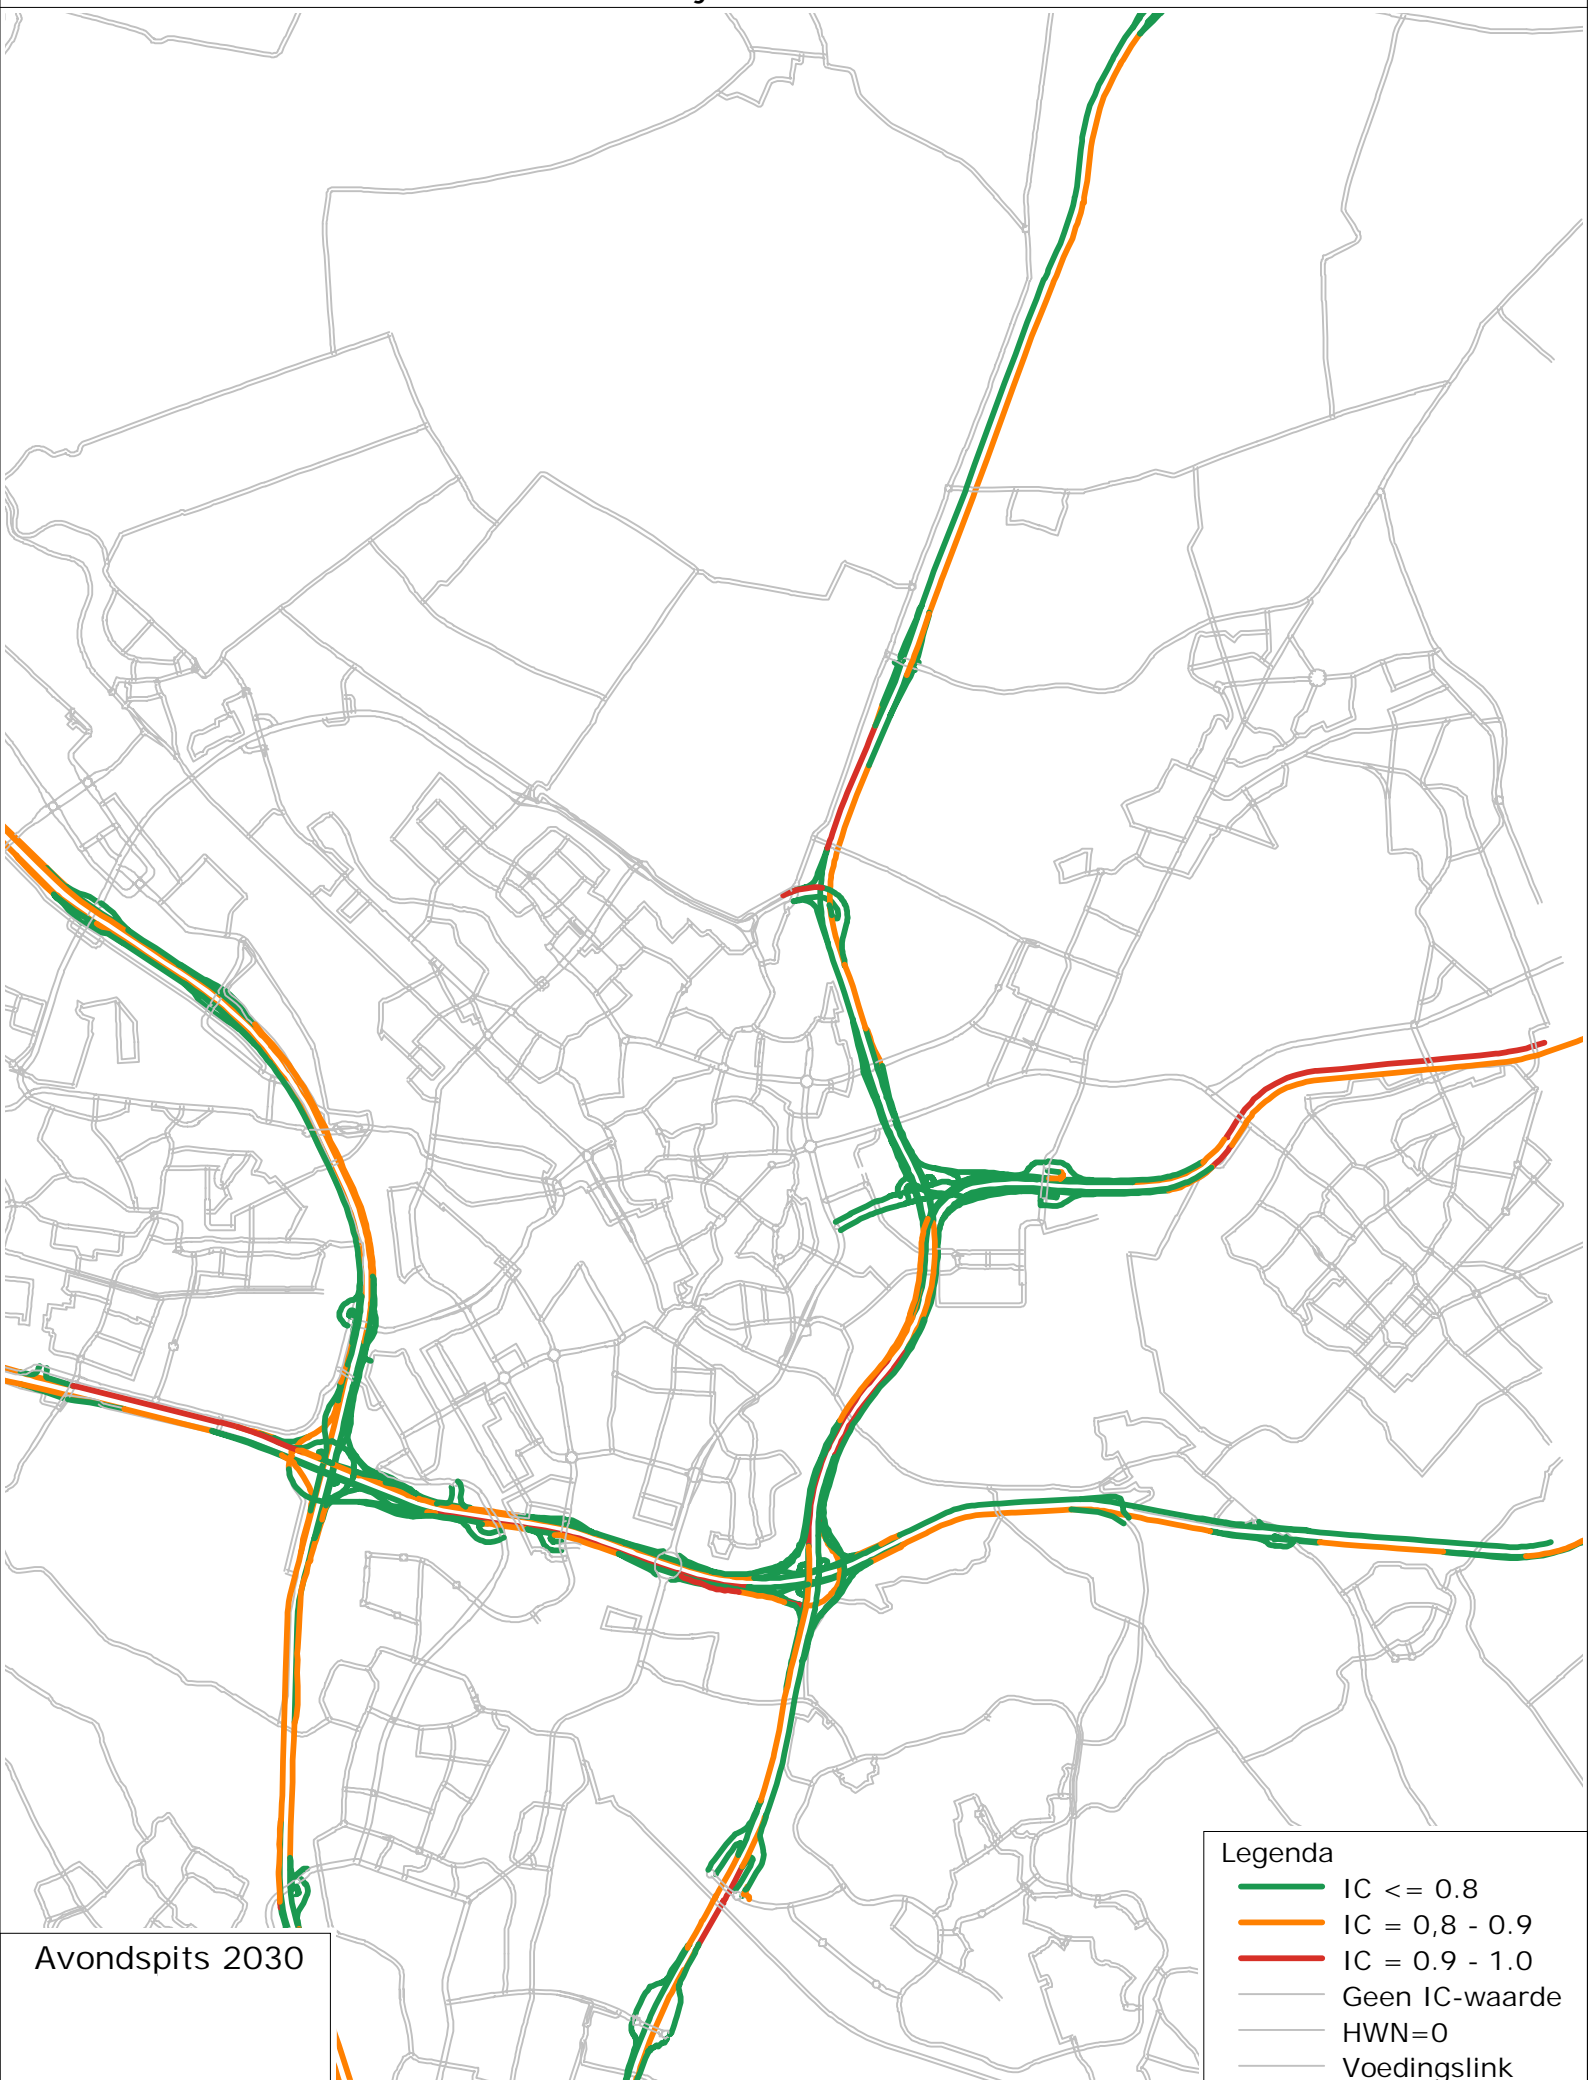 Avondspits 2030
Legenda
IC <= 0.8
IC = 0,8 - 0.9
IC = 0.9 - 1.0
Geen IC-waarde
HWN=0
Voedingslink